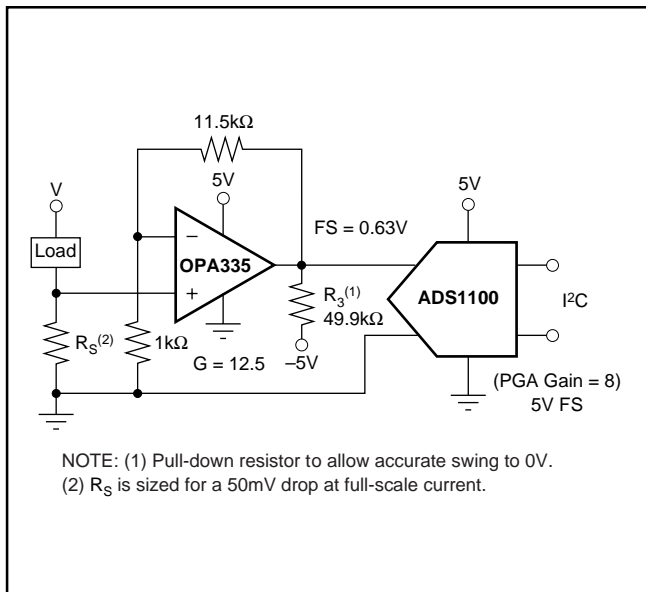 11.5kΩ
V
5V
5V
FS = 0.63V
Load
–
OPA335
+
R3(1)
49.9kΩ
ADS1100
I2C
RS(2)
1kΩ
G = 12.5
–5V
(PGA Gain = 8)
5V FS
NOTE: (1) Pull-down resistor to allow accurate swing to 0V.
(2) RS is sized for a 50mV drop at full-scale current.